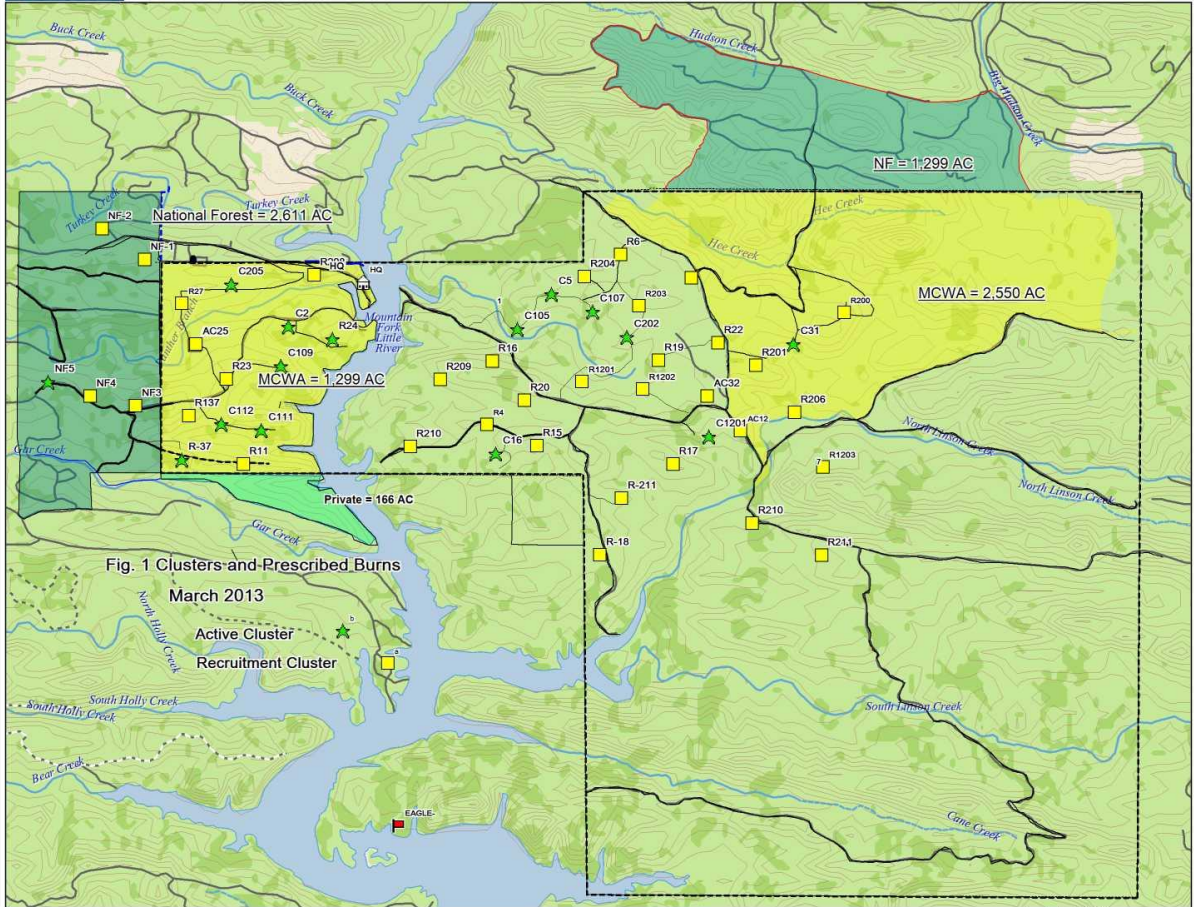 Buck Creek
Hudson Creek
Big Hudson Creek
Buck Creek
NF = 1,299 AC
Turkey Creek
NF-2
National Forest = 2,611 AC
Turkey Creek
Hee Creek
NF-1
Hee Creek
R6
HQ
HQ
C205
R204
R27
C5
MCWA = 2,550 AC
C107
R203
R200
C2
R24
Mountain
Fork
Little
River
1
C105
C202
C31
AC25
R22
C109
R16
R19
R201
R23
MCWA = 1,299 AC
R209
R1201
R1202
NF5
NF4
NF3
R20
AC32
R206
R137
C112
C111
R4
C1201
AC12
North Linson Creek
Gar Creek
R-37
R11
R210
C16
R15
R17
7
R1203
North Linson Creek
Private = 166 AC
R-211
Gar Creek
R210
R-18
R211
Fig. 1 Clusters and Prescribed Burns
March 2013
North Holly Creek
b
Active Cluster
a
Recruitment Cluster
South Holly Creek
South Holly Creek
South Linson Creek
Bear Creek
EAGLE-
Cane Creek